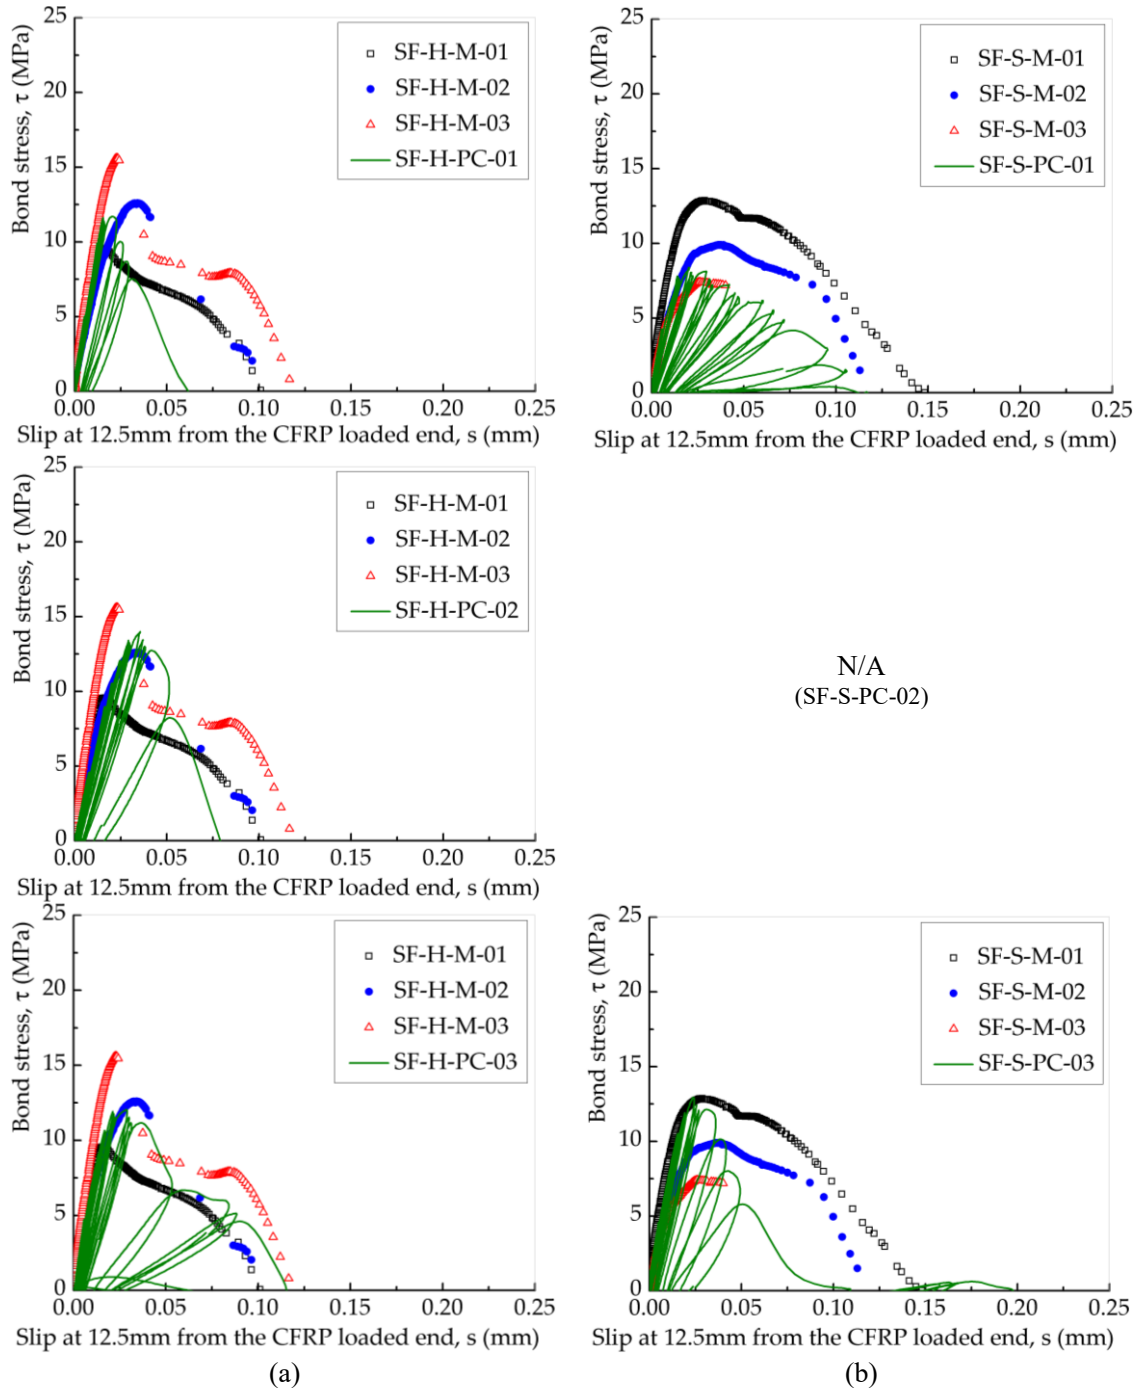 Bond stress, τ (MPa)
25
20
15
10
5
0
SF-H-M-01
SF-H-M-02
SF-H-M-03
SF-H-PC-01
0.00 0.05 0.10 0.15 0.20 0.25
Slip at 12.5mm from the CFRP loaded end, s (mm)
Bond stress, τ (MPa)
25
20
15
10
5
0
SF-S-M-01
SF-S-M-02
SF-S-M-03
SF-S-PC-01
0.00 0.05 0.10 0.15 0.20 0.25
Slip at 12.5mm from the CFRP loaded end, s (mm)
Bond stress, τ (MPa)
25
20
15
10
5
0
SF-H-M-01
SF-H-M-02
SF-H-M-03
SF-H-PC-02
0.00 0.05 0.10 0.15 0.20 0.25
Slip at 12.5mm from the CFRP loaded end, s (mm)
N/A
(SF-S-PC-02)
Bond stress, τ (MPa)
25
20
15
10
5
0
SF-H-M-01
SF-H-M-02
SF-H-M-03
SF-H-PC-03
0.00 0.05 0.10 0.15 0.20 0.25
Slip at 12.5mm from the CFRP loaded end, s (mm)
(a)
Bond stress, τ (MPa)
25
20
15
10
5
0
SF-S-M-01
SF-S-M-02
SF-S-M-03
SF-S-PC-03
0.00 0.05 0.10 0.15 0.20 0.25
Slip at 12.5mm from the CFRP loaded end, s (mm)
(b)